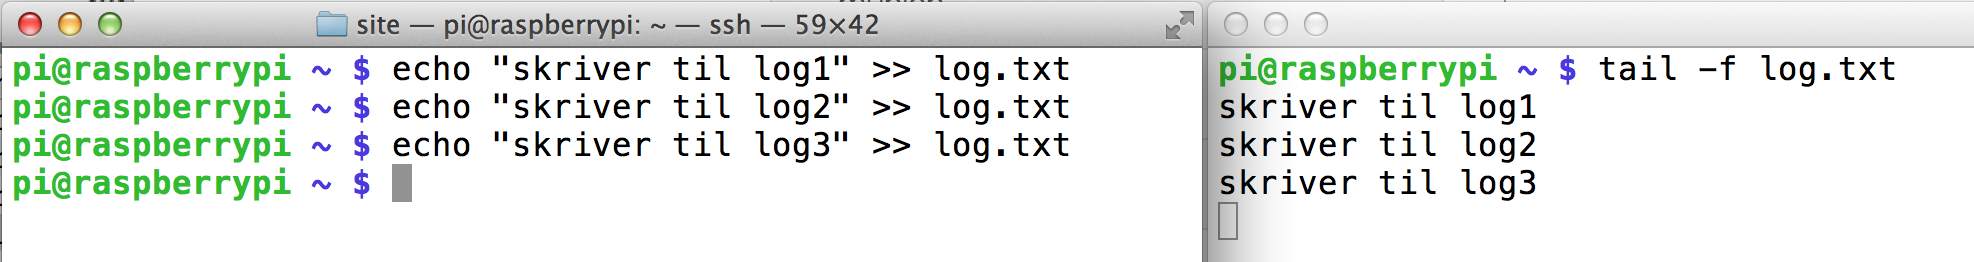 site — pi@raspberrypi: ~ — ssh — 59×42
pi@raspberrypi ~ $ echo "skriver til log1" >> log.txt
pi@raspberrypi ~ $ echo "skriver til log2" >> log.txt
pi@raspberrypi ~ $ echo "skriver til log3" >> log.txt
pi@raspberrypi ~ $
pi@raspberrypi ~ $ tail -f log.txt
skriver til log1
skriver til log2
skriver til log3